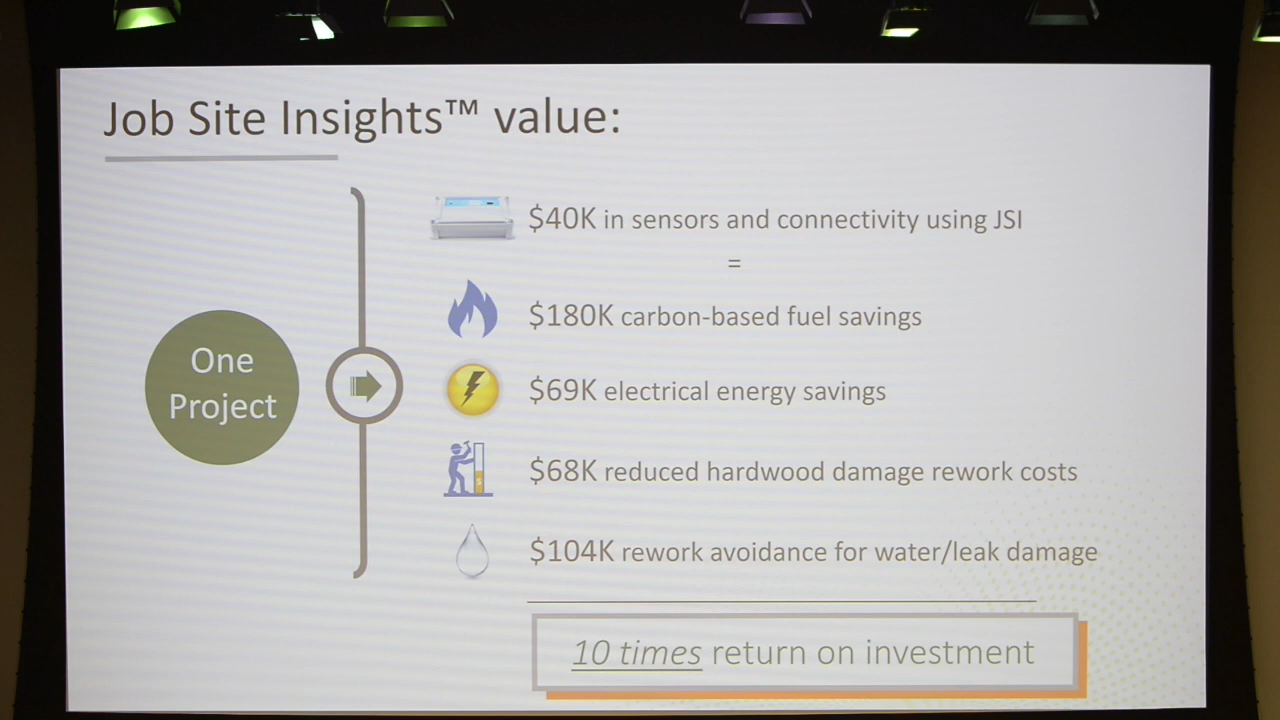 Job Site Insights™ value:
One
Project
$40K in sensors and connectivity using JSI
=
$180K carbon-based fuel savings
$69K electrical energy savings
$68K reduced hardwood damage rework costs
$104K rework avoidance for water/leak damage
10 times return on investment